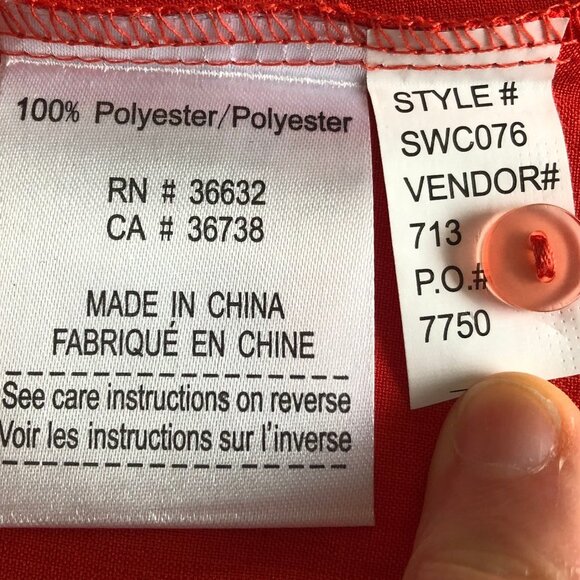 100% Polyester/Polyester
RN # 36632
CA # 36738
MADE IN CHINA
FABRIQUÉ EN CHINE
See care instructions on reverse
Voir les instructions sur l'inverse
STYLE #
SWC076
VENDOR#
713
P.O.#
7750